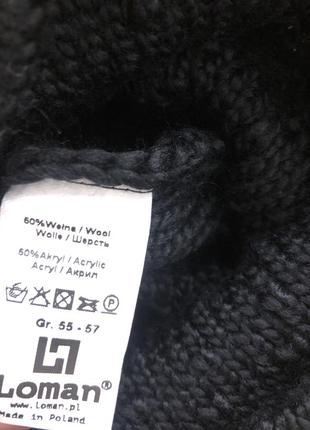 50%Wełna / Wool
Wolle / Шерсть
50%Akryl / Acrylic
Acryl / Акрил
P
Gr. 55 - 57
Loman®
www.loman.pl
Made in Poland